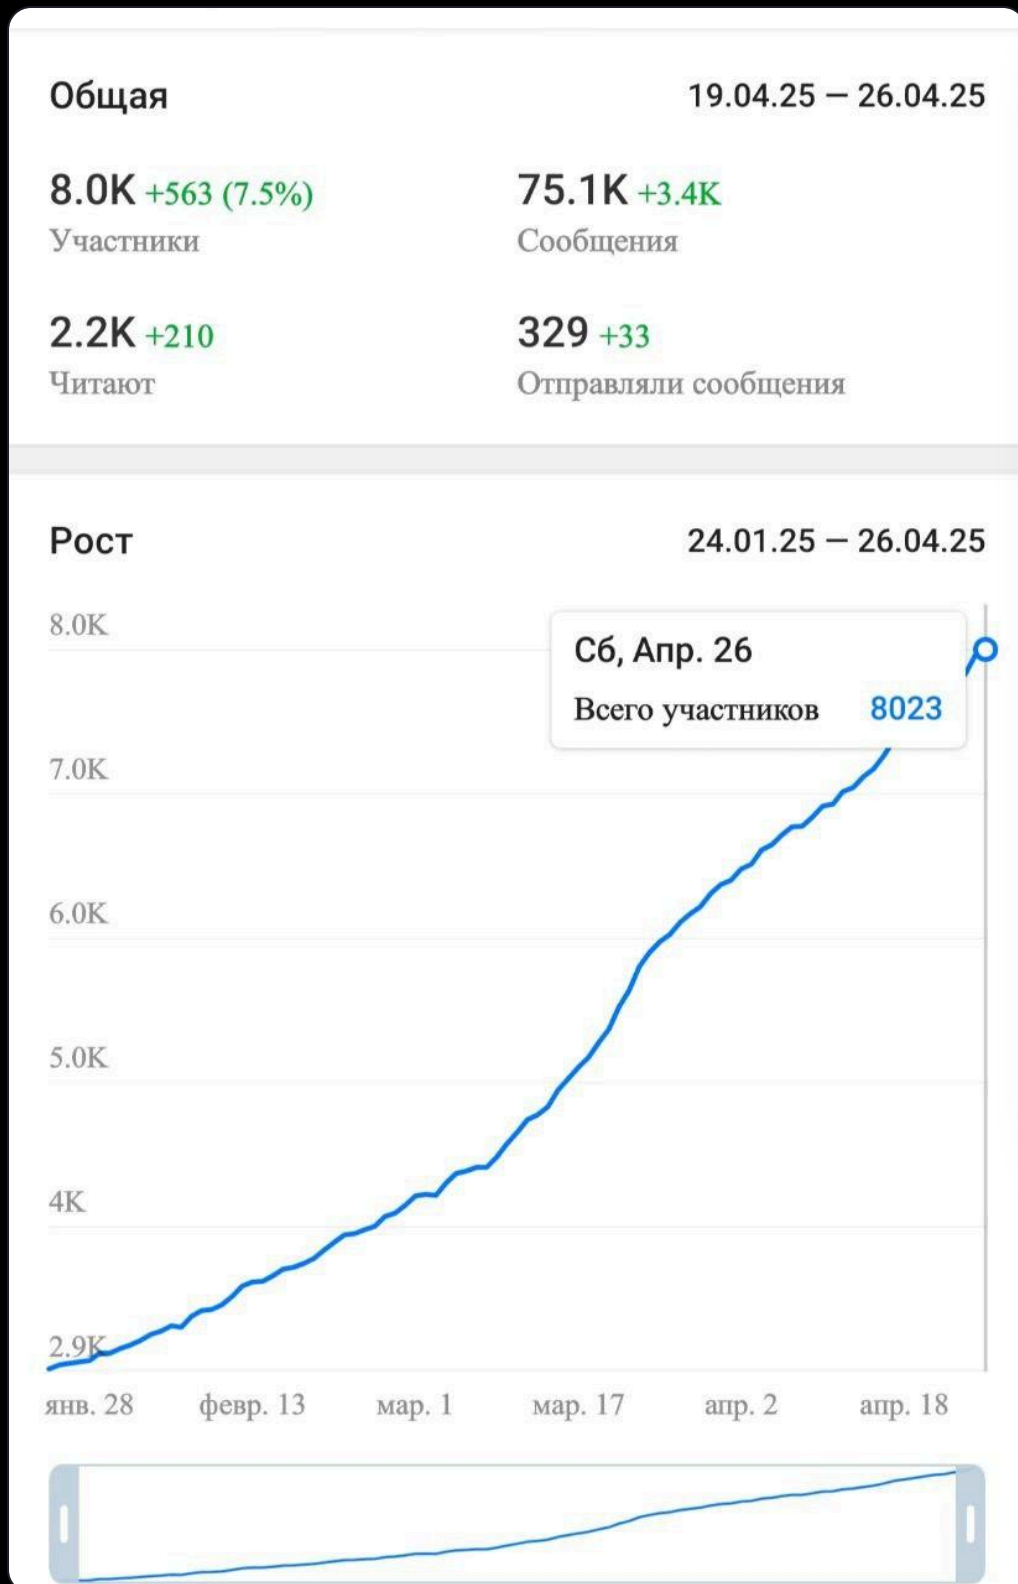 Общая 19.04.25 — 26.04.25
8.0K +563 (7.5%) 75.1K +3.4K
Участники Сообщения
2.2K +210 329 +33
Читают Отправляли сообщения
Рост 24.01.25 — 26.04.25
8.0K
Сб, Апр. 26
Всего участников 8023
7.0K
6.0K
5.0K
4K
2.9K
янв. 28 февр. 13 мар. 1 мар. 17 апр. 2 апр. 18